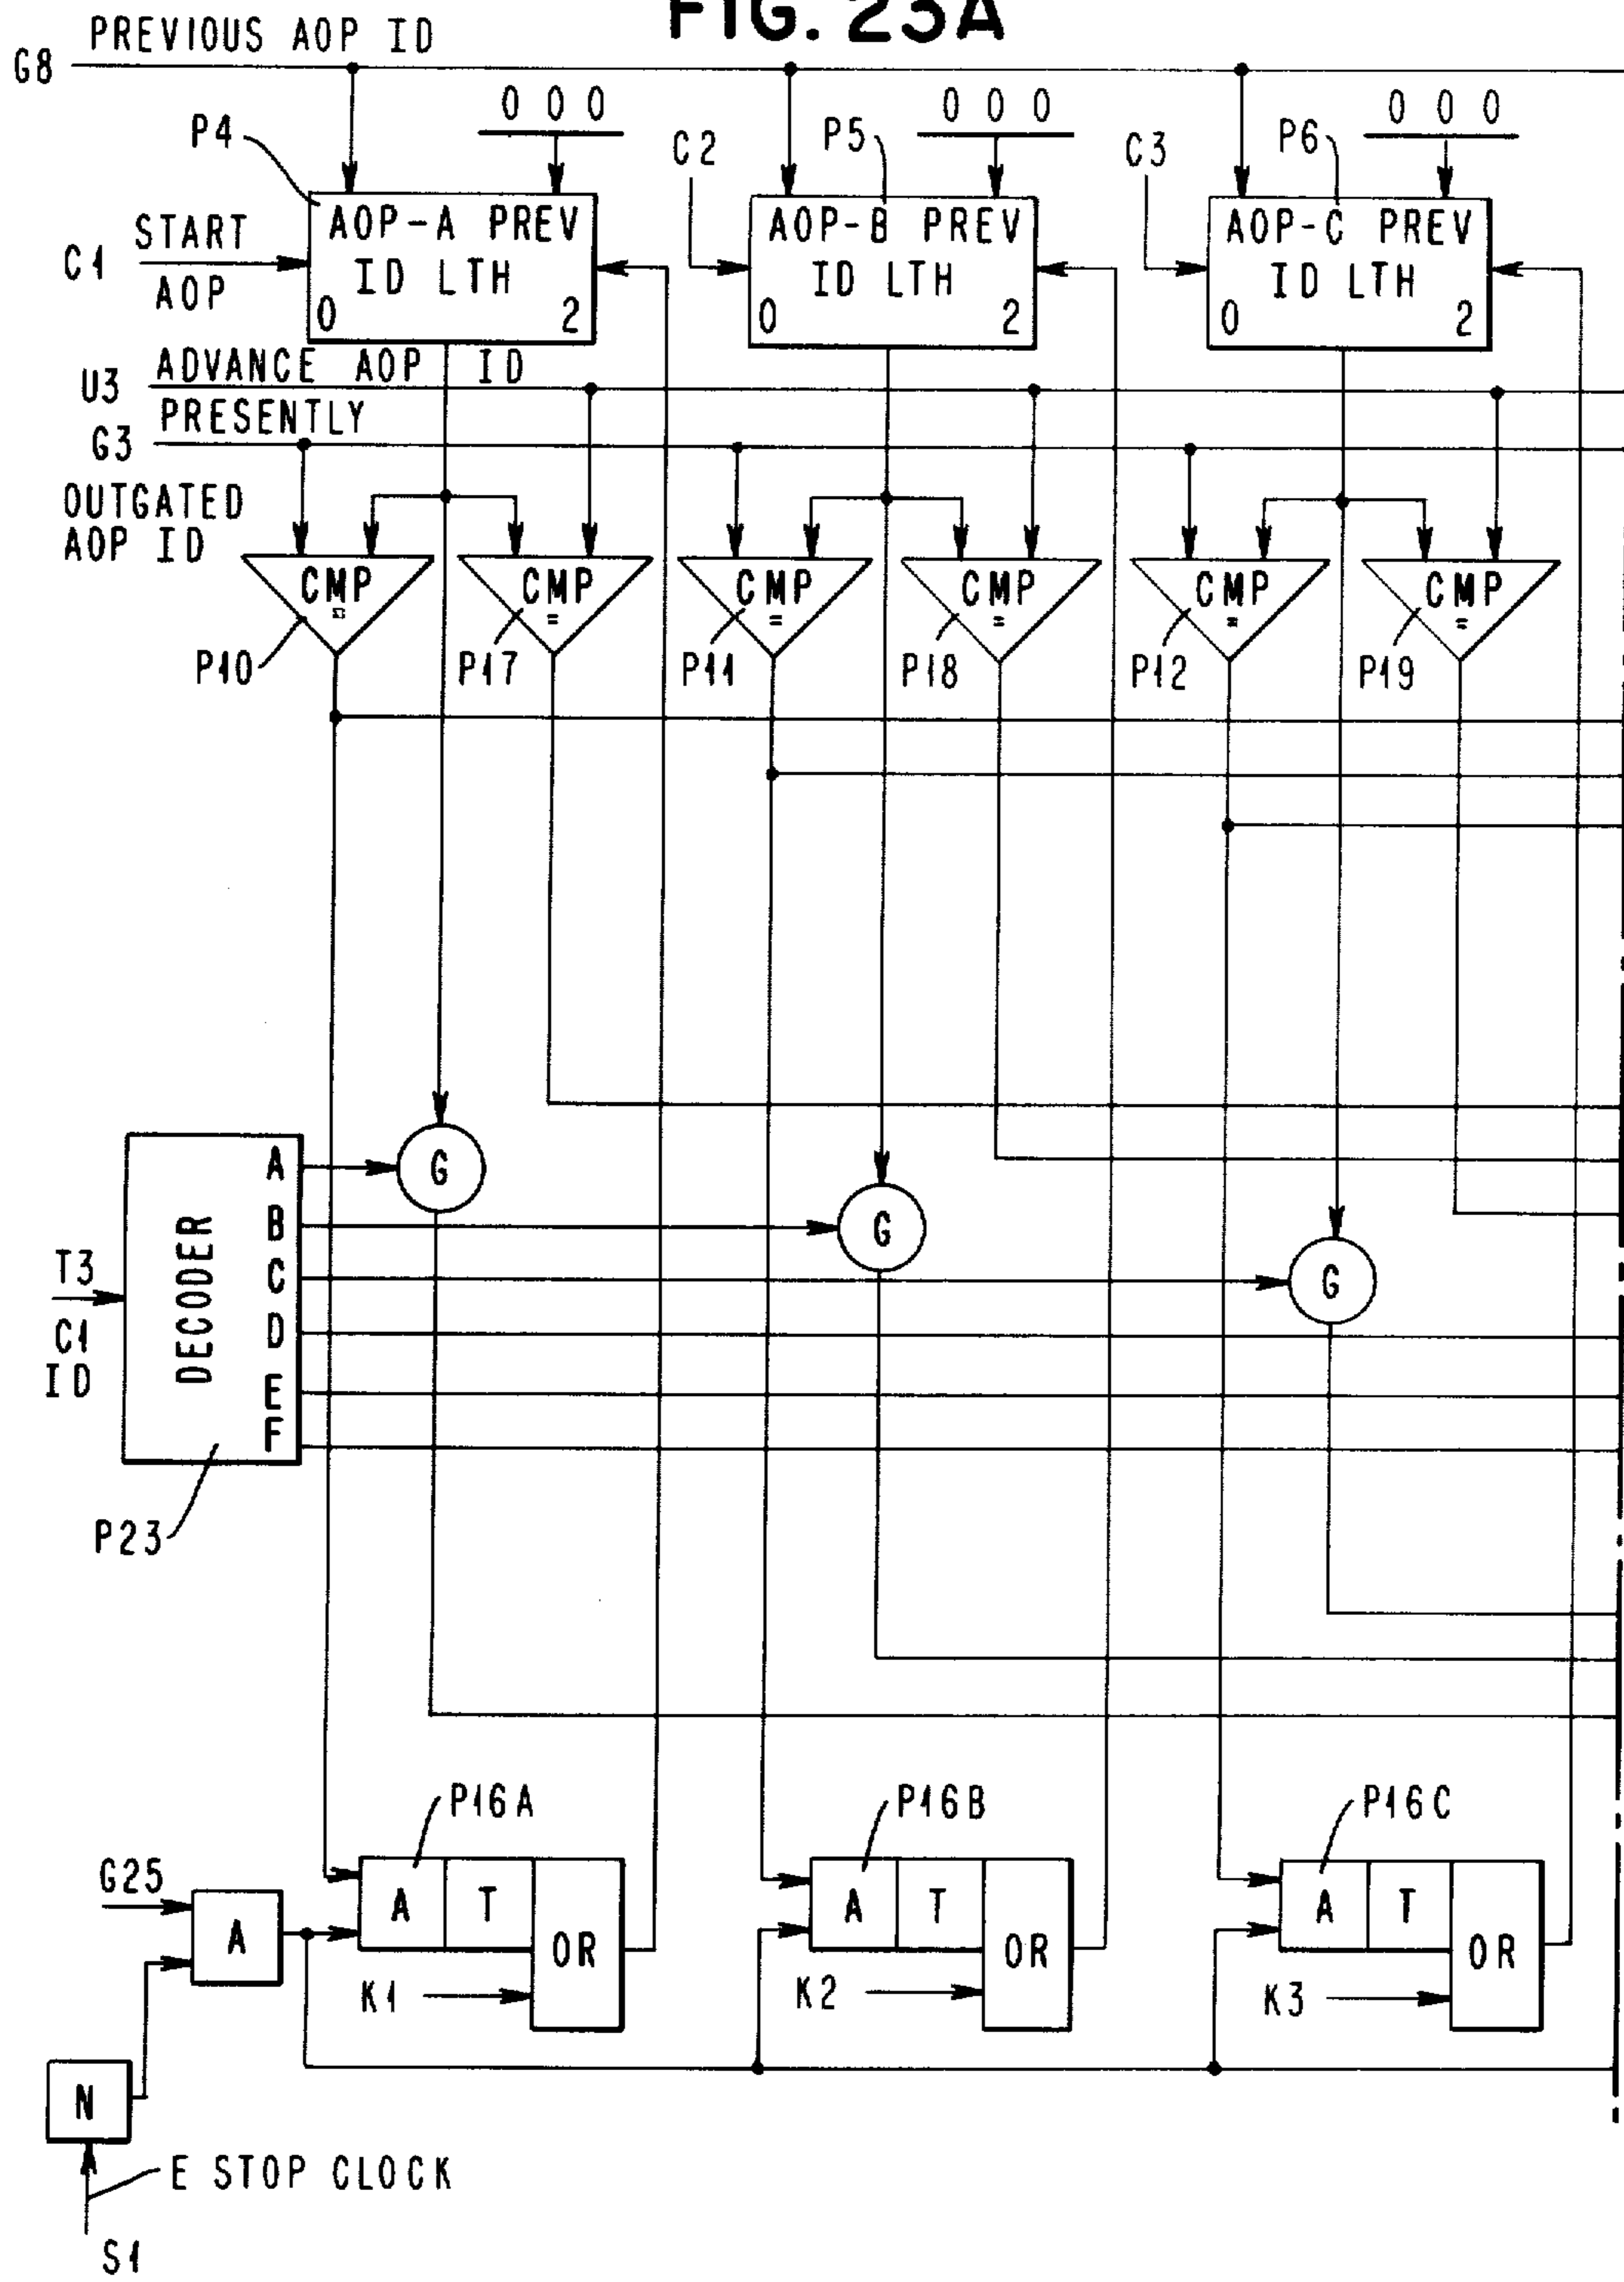 FIG. 23A
PREVIOUS AOP ID
G8
0 0 0
0 0 0
0 0 0
P4
C2
P5
C3
P6
C1
START
AOP
AOP-A PREV
ID LTH
0 2
AOP-B PREV
ID LTH
0 2
AOP-C PREV
ID LTH
0 2
U3
ADVANCE AOP ID
G3
PRESENTLY
OUTGATED
AOP ID
CMP
=
CMP
=
CMP
=
CMP
=
CMP
=
CMP
=
P10
P17
P11
P18
P12
P19
DECODER
A
B
C
D
E
F
G
G
G
T3
C1
ID
P23
P16A
P16B
P16C
G25
A
A T
OR
A T
OR
A T
OR
K1
K2
K3
N
E STOP CLOCK
S1